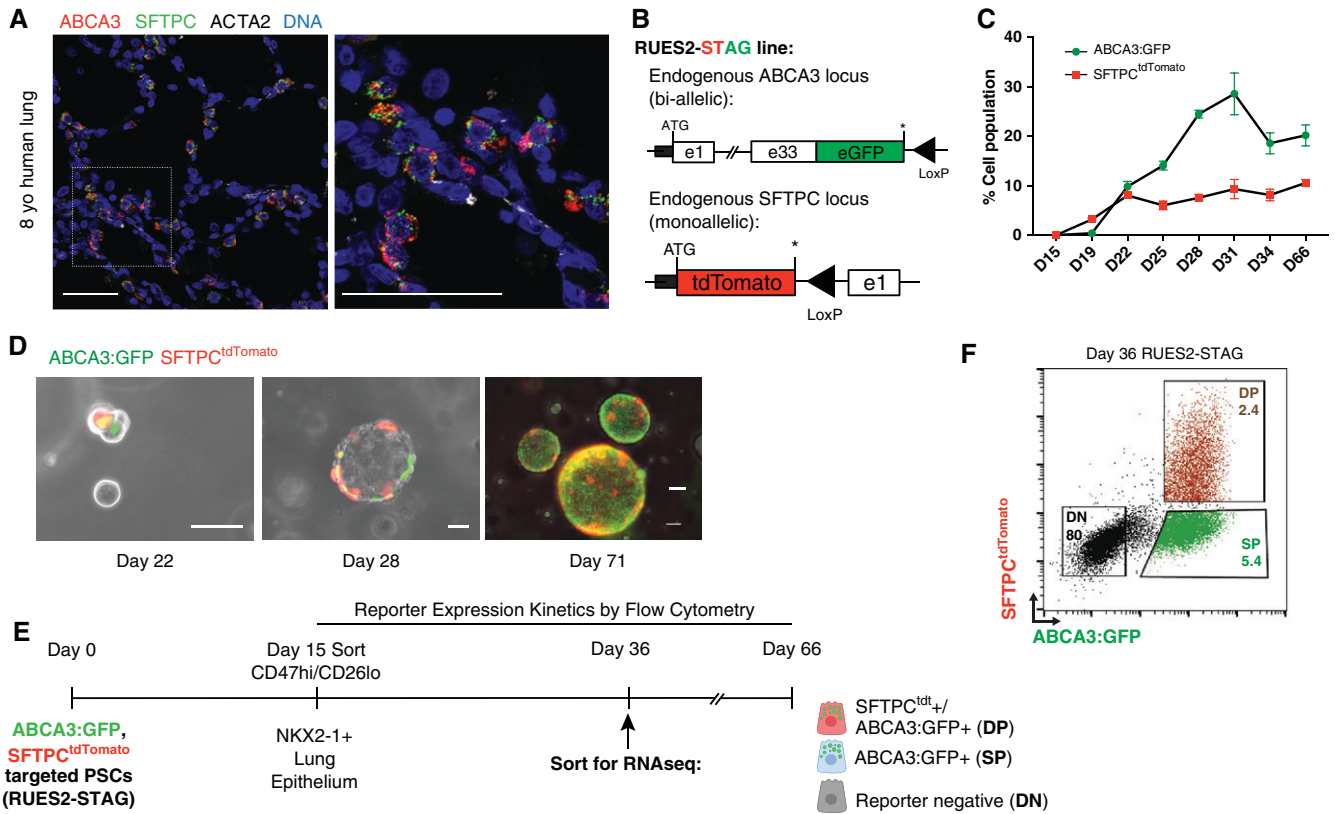 A
ABCA3 SFTPC ACTA2 DNA
8 yo human lung
B
RUES2-STAG line:
Endogenous ABCA3 locus
(bi-allelic):
ATG
*
e1
e33
eGFP
LoxP
Endogenous SFTPC locus
(monoallelic):
ATG
*
tdTomato
e1
LoxP
C
ABCA3:GFP
SFTPCtdTomato
% Cell population
40
30
20
10
0
D15
D19
D22
D25
D28
D31
D34
D66
D
ABCA3:GFP SFTPCtdTomato
Day 22
Day 28
Day 71
E
Reporter Expression Kinetics by Flow Cytometry
Day 0
Day 15 Sort
CD47hi/CD26lo
Day 36
Day 66
ABCA3:GFP,
SFTPCtdTomato
targeted PSCs
(RUES2-STAG)
NKX2-1+
Lung
Epithelium
Sort for RNAseq:
SFTPCtdt+/
ABCA3:GFP+ (DP)
ABCA3:GFP+ (SP)
Reporter negative (DN)
F
Day 36 RUES2-STAG
DP
2.4
DN
80
SP
5.4
SFTPCtdTomato
ABCA3:GFP